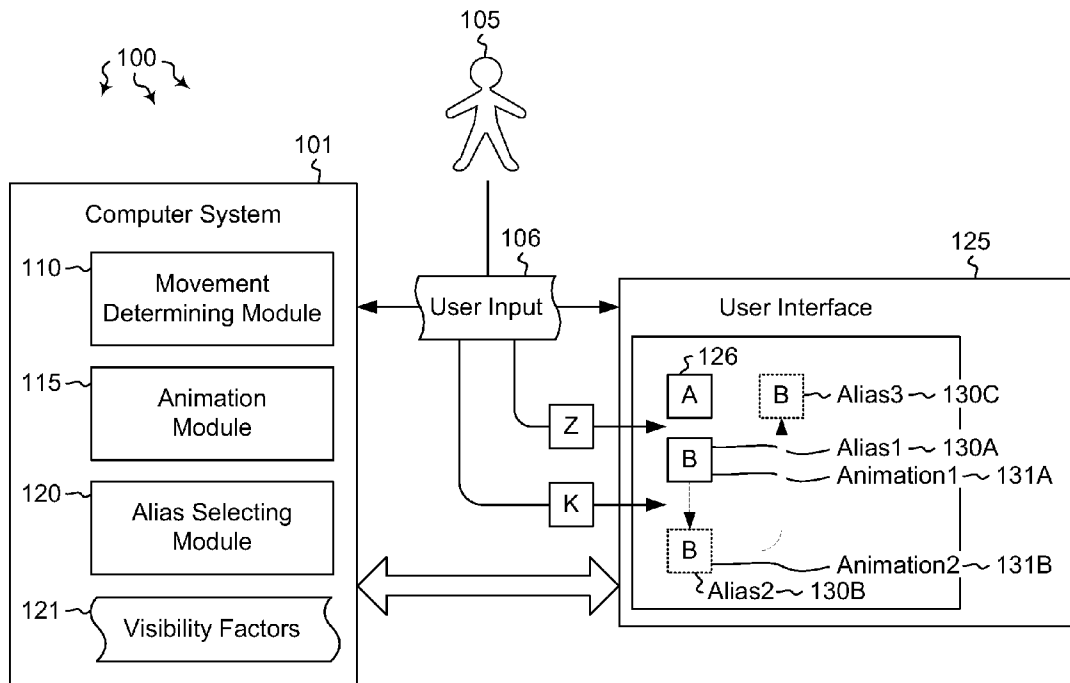 105
100
101
Computer System
106
125
110
Movement
Determining Module
User Input
User Interface
126
115
Animation
Module
A
B
Alias3
130C
Z
B
Alias1
130A
Animation1
131A
120
Alias Selecting
Module
K
B
Animation2
131B
Alias2
130B
121
Visibility Factors